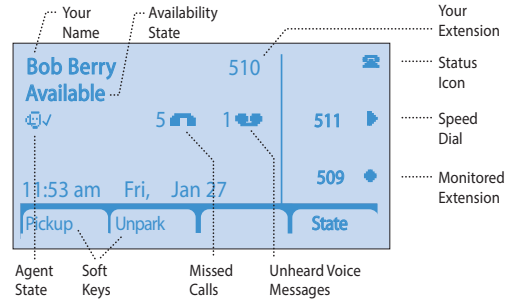 Your
Name
Availability
State
Your
Extension
Bob Berry
510
Available
Status
Icon
5
1
511
Speed
Dial
509
Monitored
Extension
11:53 am Fri, Jan 27
Pickup
Unpark
State
Agent
State
Soft
Keys
Missed
Calls
Unheard Voice
Messages